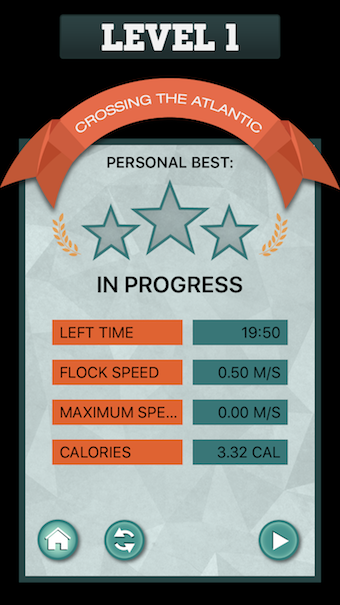 LEVEL 1
CROSSING THE ATLANTIC
PERSONAL BEST:
IN PROGRESS
LEFT TIME 19:50
FLOCK SPEED 0.50 M/S
MAXIMUM SPE... 0.00 M/S
CALORIES 3.32 CAL